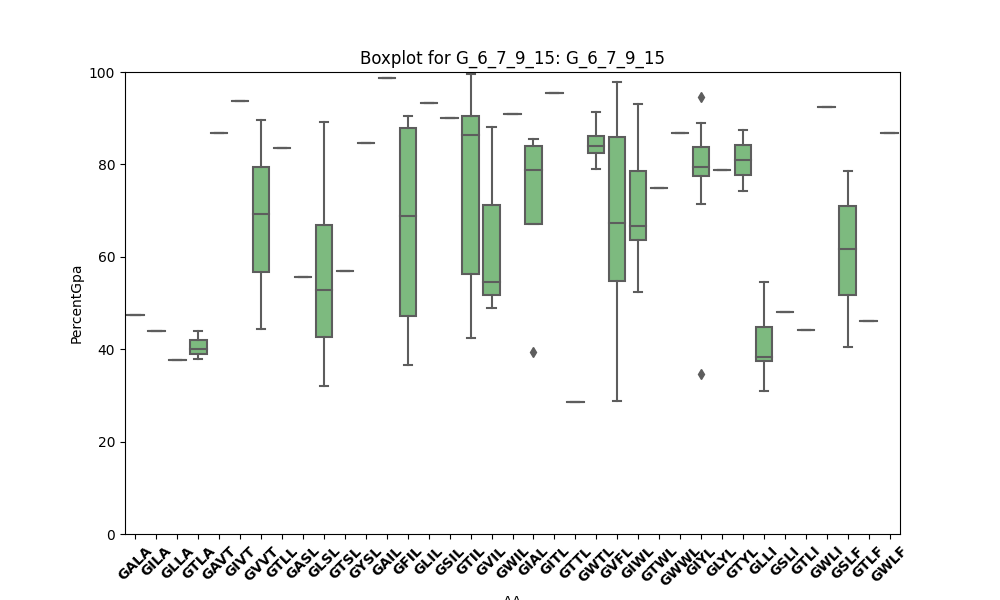 Boxplot for G_6_7_9_15: G_6_7_9_15
PercentGpa
100
80
60
40
20
0
GALA
GILA
GLLA
GTLA
GAVT
GIVT
GVVT
GTLL
GASL
GLSL
GTSL
GYSL
GAIL
GFIL
GLIL
GSIL
GTIL
GVIL
GWIL
GIAL
GITL
GTTL
GWTL
GVFL
GIWL
GTWL
GWWL
GIYL
GLYL
GTYL
GLLI
GSLI
GTLI
GWLI
GSLF
GTLF
GWLF
AA